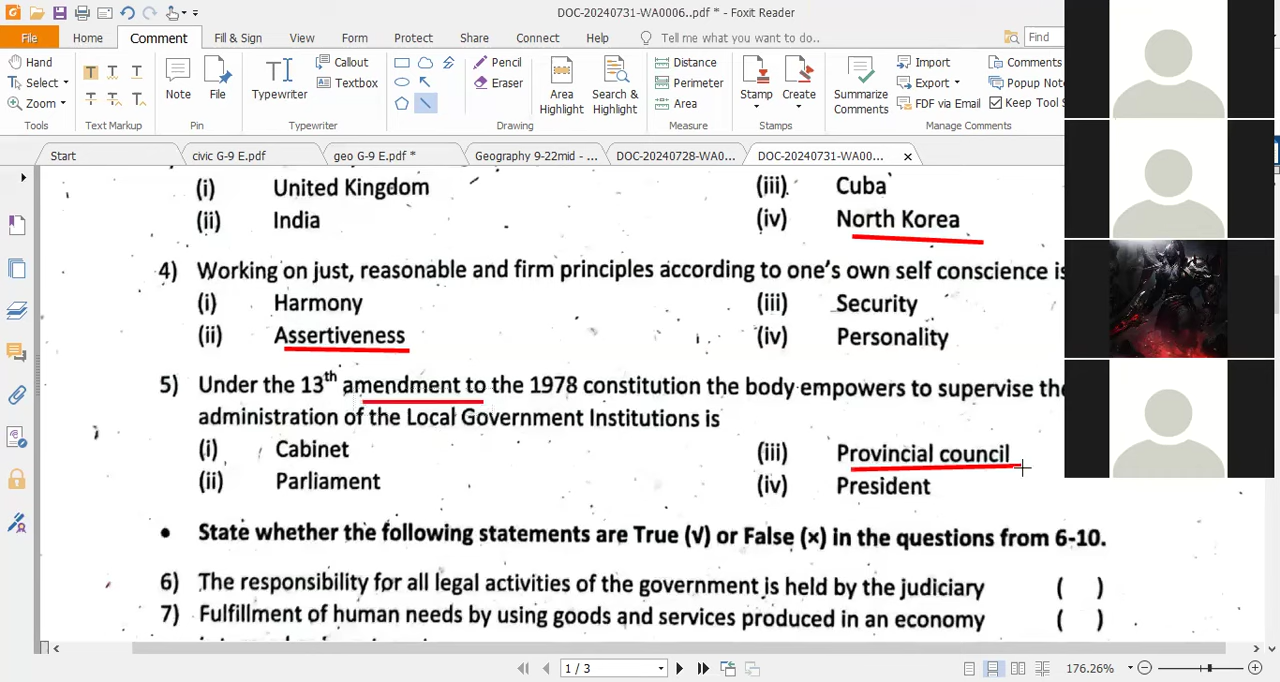 DOC-20240731-WA0006..pdf * - Foxit Reader
File Home Comment Fill & Sign View Form Protect Share Connect Help Tell me what you want to do.. Find
Hand Select Zoom Tools
Text Markup
Note File Pin
Typewriter Callout Textbox Typewriter
Pencil Eraser Area Highlight Search & Highlight Drawing
Distance Perimeter Area Measure
Stamp Create Stamps
Summarize Comments Import Export FDF via Email Comments Popup Note Keep Tool S Manage Comments
Start civic G-9 E.pdf geo G-9 E.pdf * Geography 9-22mid - ... DOC-20240728-WA0... DOC-20240731-WA00...
(i) United Kingdom (iii) Cuba
(ii) India (iv) North Korea
4) Working on just, reasonable and firm principles according to one's own self conscience is
(i) Harmony (iii) Security
(ii) Assertiveness (iv) Personality
5) Under the 13th amendment to the 1978 constitution the body empowers to supervise the
administration of the Local Government Institutions is
(i) Cabinet (iii) Provincial council
(ii) Parliament (iv) President
• State whether the following statements are True (√) or False (×) in the questions from 6-10.
6) The responsibility for all legal activities of the government is held by the judiciary ( )
7) Fulfillment of human needs by using goods and services produced in an economy ( )
1 / 3 176.26%